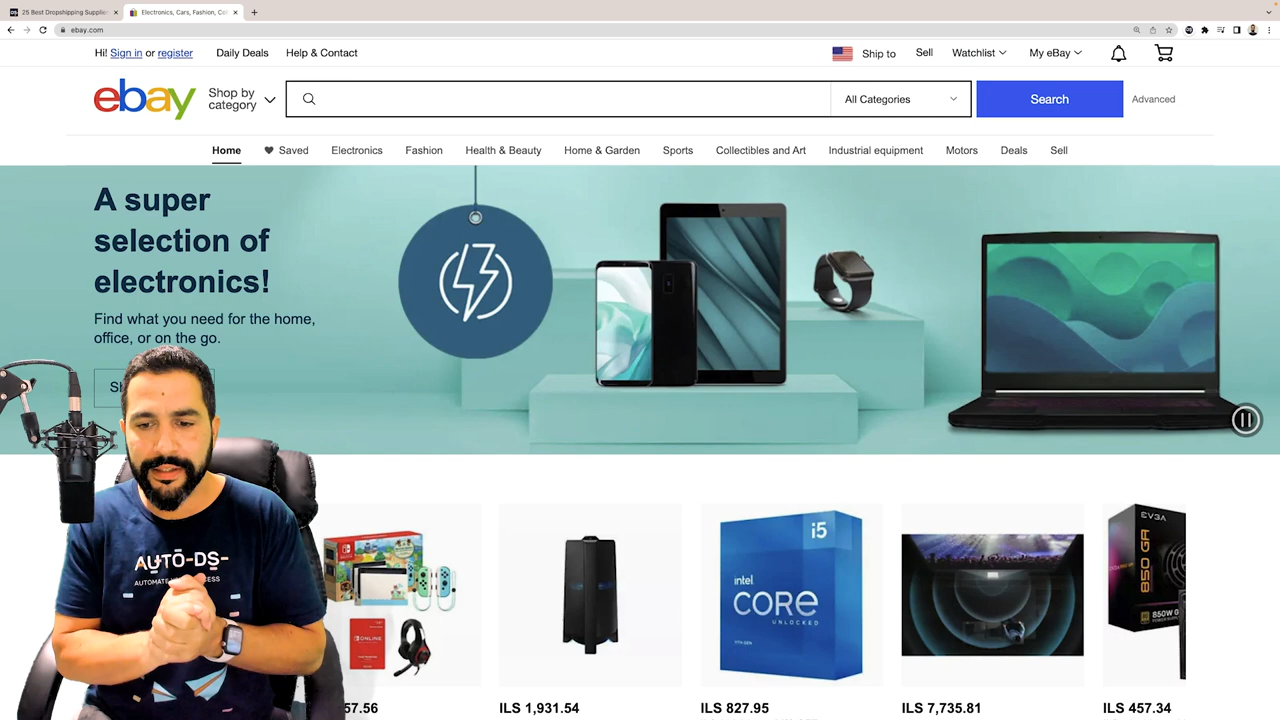 25 Best Dropshipping Supplie
Electronics, Cars, Fashion, Co
ebay.com
Hi! Sign in or register
Daily Deals
Help & Contact
Ship to
Sell
Watchlist
My eBay
ebay
Shop by
category
All Categories
Search
Advanced
Home
Saved
Electronics
Fashion
Health & Beauty
Home & Garden
Sports
Collectibles and Art
Industrial equipment
Motors
Deals
Sell
A super
selection of
electronics!
Find what you need for the home,
office, or on the go.
AUTO-DS-
ONLINE
i5
intel
CORE
UNLOCKED
EVGA
850 GA
57.56
ILS 1,931.54
ILS 827.95
ILS 7,735.81
ILS 457.34